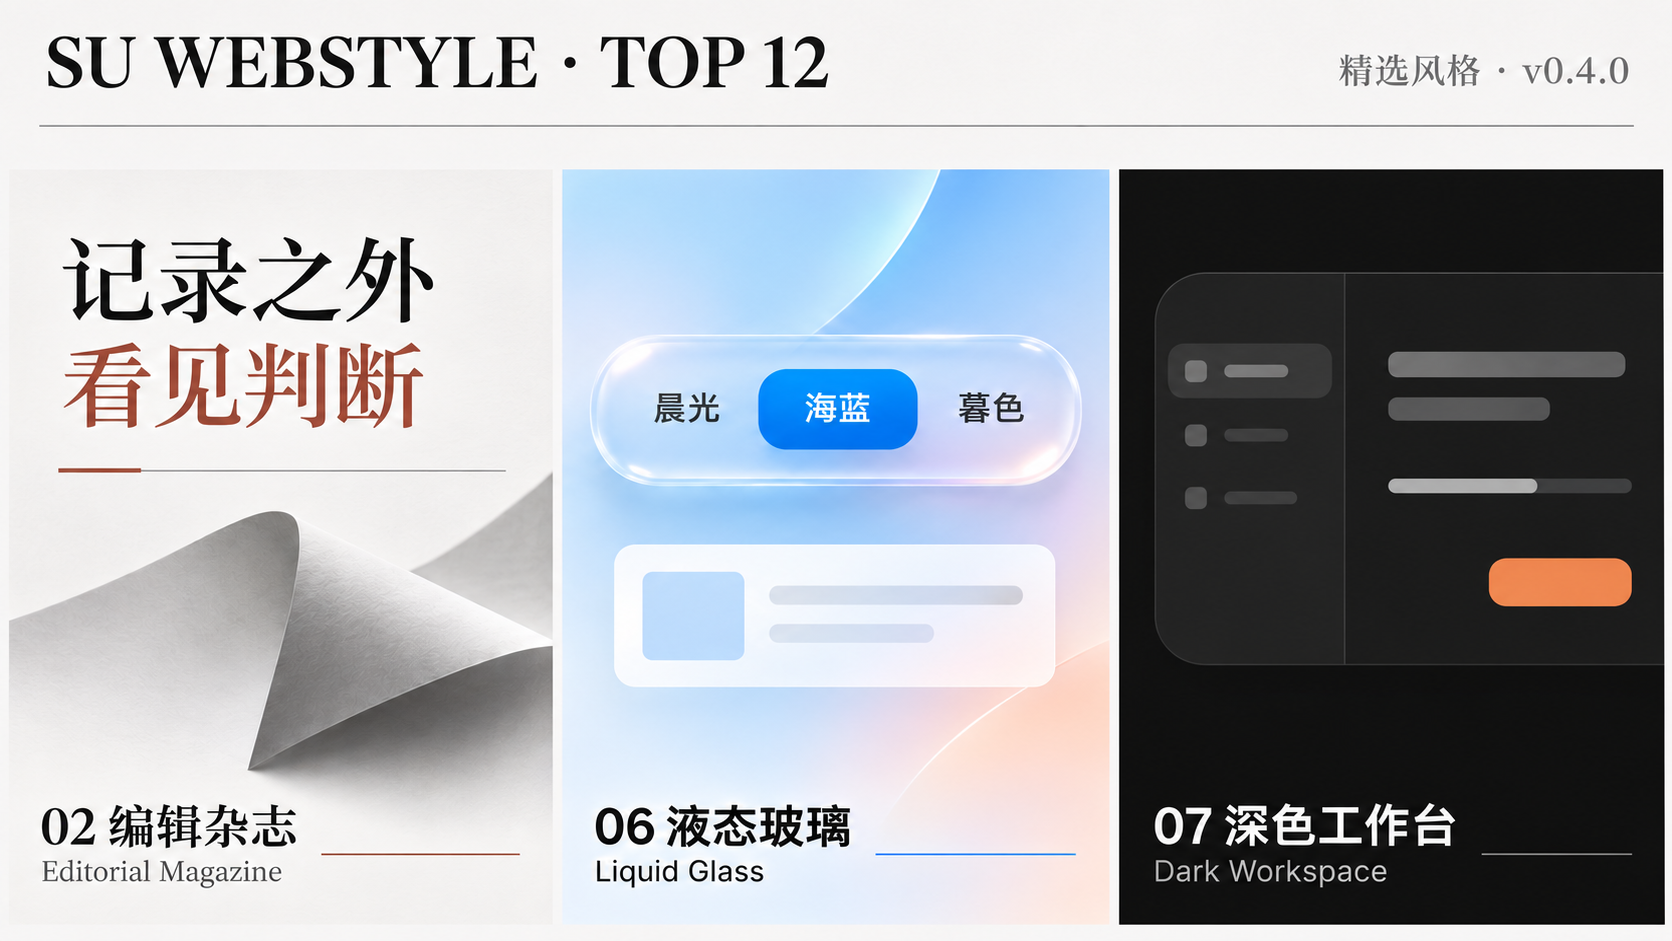 SU WEBSTYLE · TOP 12
精选风格 · v0.4.0
记录之外
看见判断
02 编辑杂志
Editorial Magazine
晨光
海蓝
暮色
06 液态玻璃
Liquid Glass
07 深色工作台
Dark Workspace